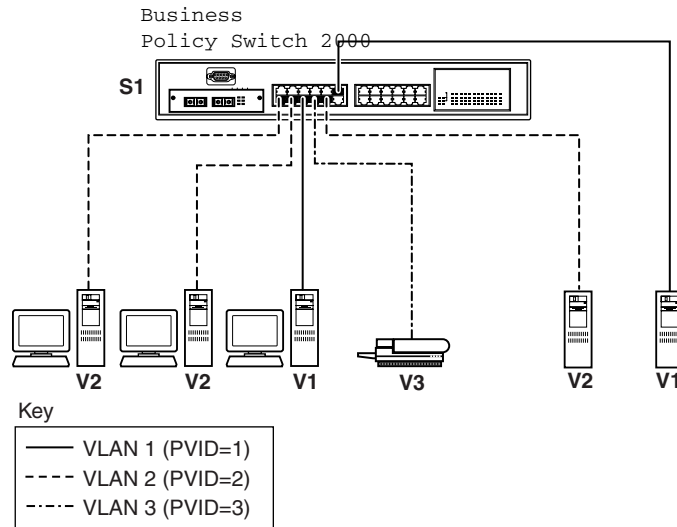 Business
Policy Switch 2000
S1
V2 V2 V1 V3 V2 V1
Key
VLAN 1 (PVID=1)
VLAN 2 (PVID=2)
VLAN 3 (PVID=3)